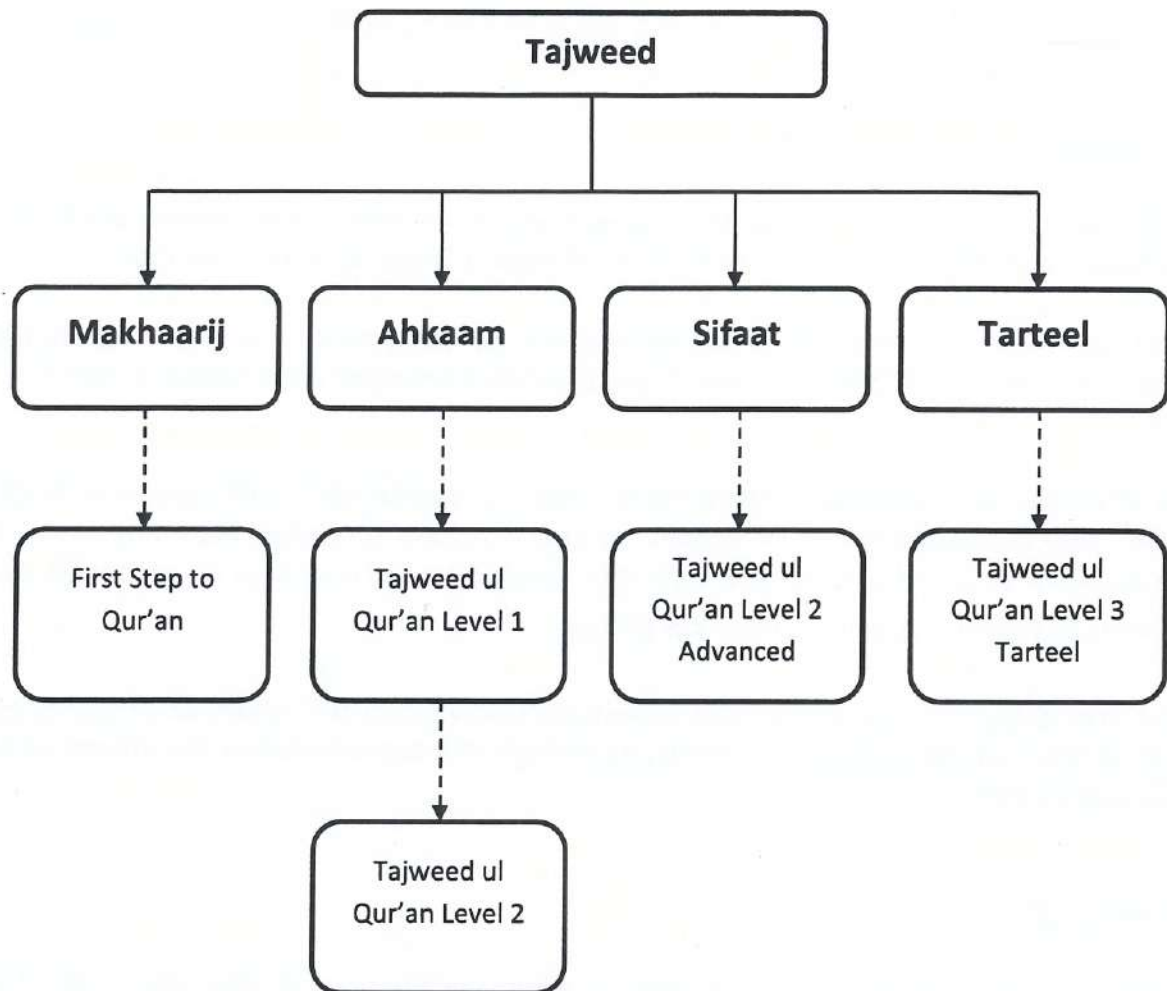 Tajweed
Makhaarij
Ahkaam
Sifaat
Tarteel
First Step to
Qur’an
Tajweed ul
Qur’an Level 1
Tajweed ul
Qur’an Level 2
Advanced
Tajweed ul
Qur’an Level 3
Tarteel
Tajweed ul
Qur’an Level 2